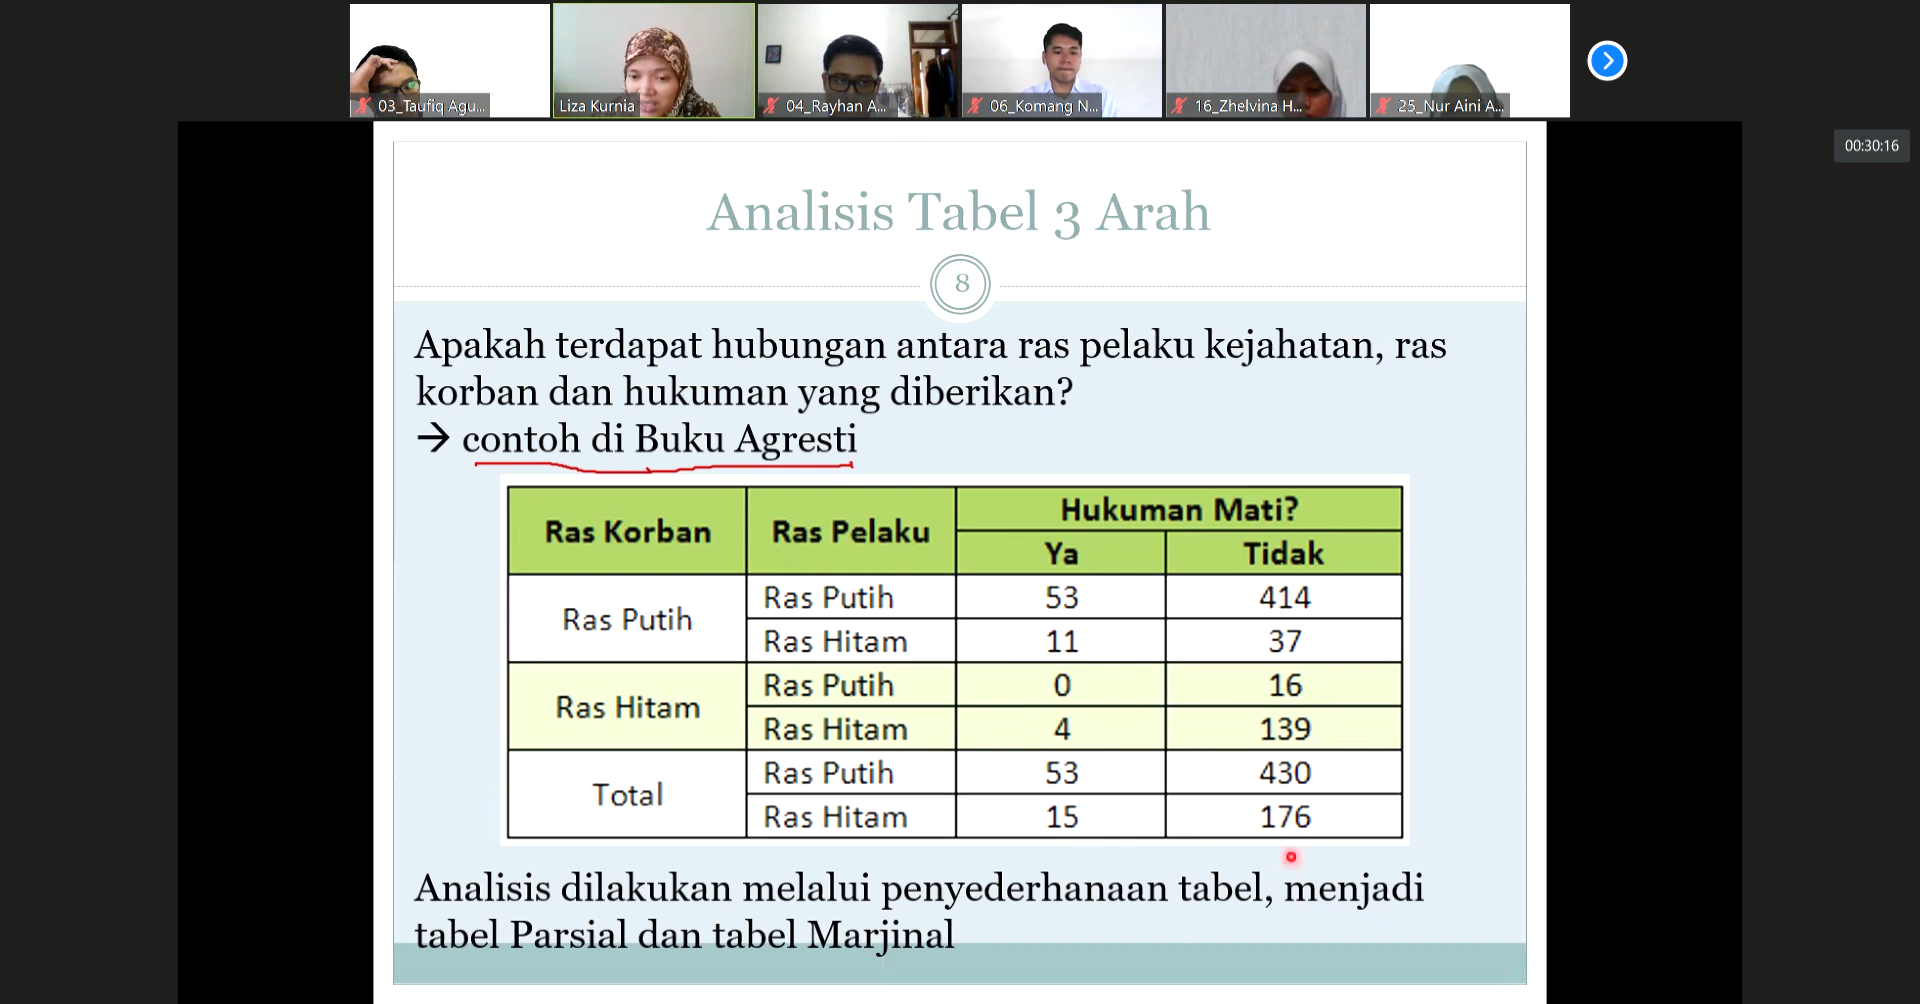 03_Taufiq Agu...
Liza Kurnia
04_Rayhan A...
06_Komang N...
16_Zhelvina H...
25_Nur Aini A...
00:30:16
Analisis Tabel 3 Arah
8
Apakah terdapat hubungan antara ras pelaku kejahatan, ras
korban dan hukuman yang diberikan?
→ contoh di Buku Agresti
Ras Korban Ras Pelaku Hukuman Mati?
Ya Tidak
Ras Putih Ras Putih 53 414
Ras Hitam 11 37
Ras Hitam Ras Putih 0 16
Ras Hitam 4 139
Total Ras Putih 53 430
Ras Hitam 15 176
Analisis dilakukan melalui penyederhanaan tabel, menjadi
tabel Parsial dan tabel Marjinal